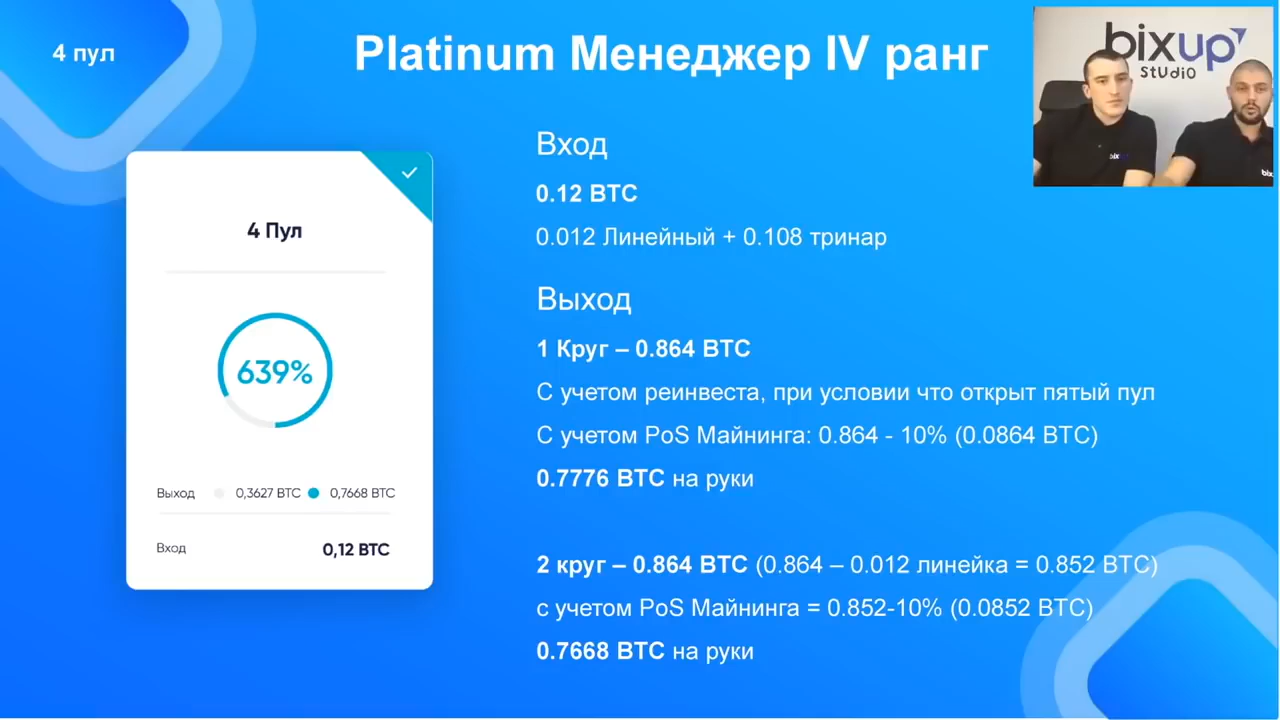 4 пул
Platinum Менеджер IV ранг
bixup
studio
bixup
bix
4 Пул
639%
Выход 0,3627 BTC 0,7668 BTC
Вход 0,12 BTC
Вход
0.12 BTC
0.012 Линейный + 0.108 тринар
Выход
1 Круг – 0.864 BTC
С учетом реинвеста, при условии что открыт пятый пул
С учетом PoS Майнинга: 0.864 - 10% (0.0864 BTC)
0.7776 BTC на руки
2 круг – 0.864 BTC (0.864 – 0.012 линейка = 0.852 BTC)
с учетом PoS Майнинга = 0.852-10% (0.0852 BTC)
0.7668 BTC на руки